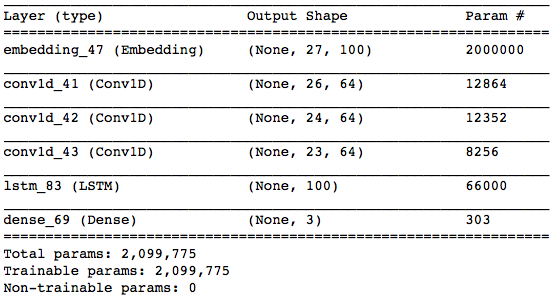 Layer (type) Output Shape Param #
embedding_47 (Embedding) (None, 27, 100) 2000000
conv1d_41 (Conv1D) (None, 26, 64) 12864
conv1d_42 (Conv1D) (None, 24, 64) 12352
conv1d_43 (Conv1D) (None, 23, 64) 8256
lstm_83 (LSTM) (None, 100) 66000
dense_69 (Dense) (None, 3) 303
Total params: 2,099,775
Trainable params: 2,099,775
Non-trainable params: 0